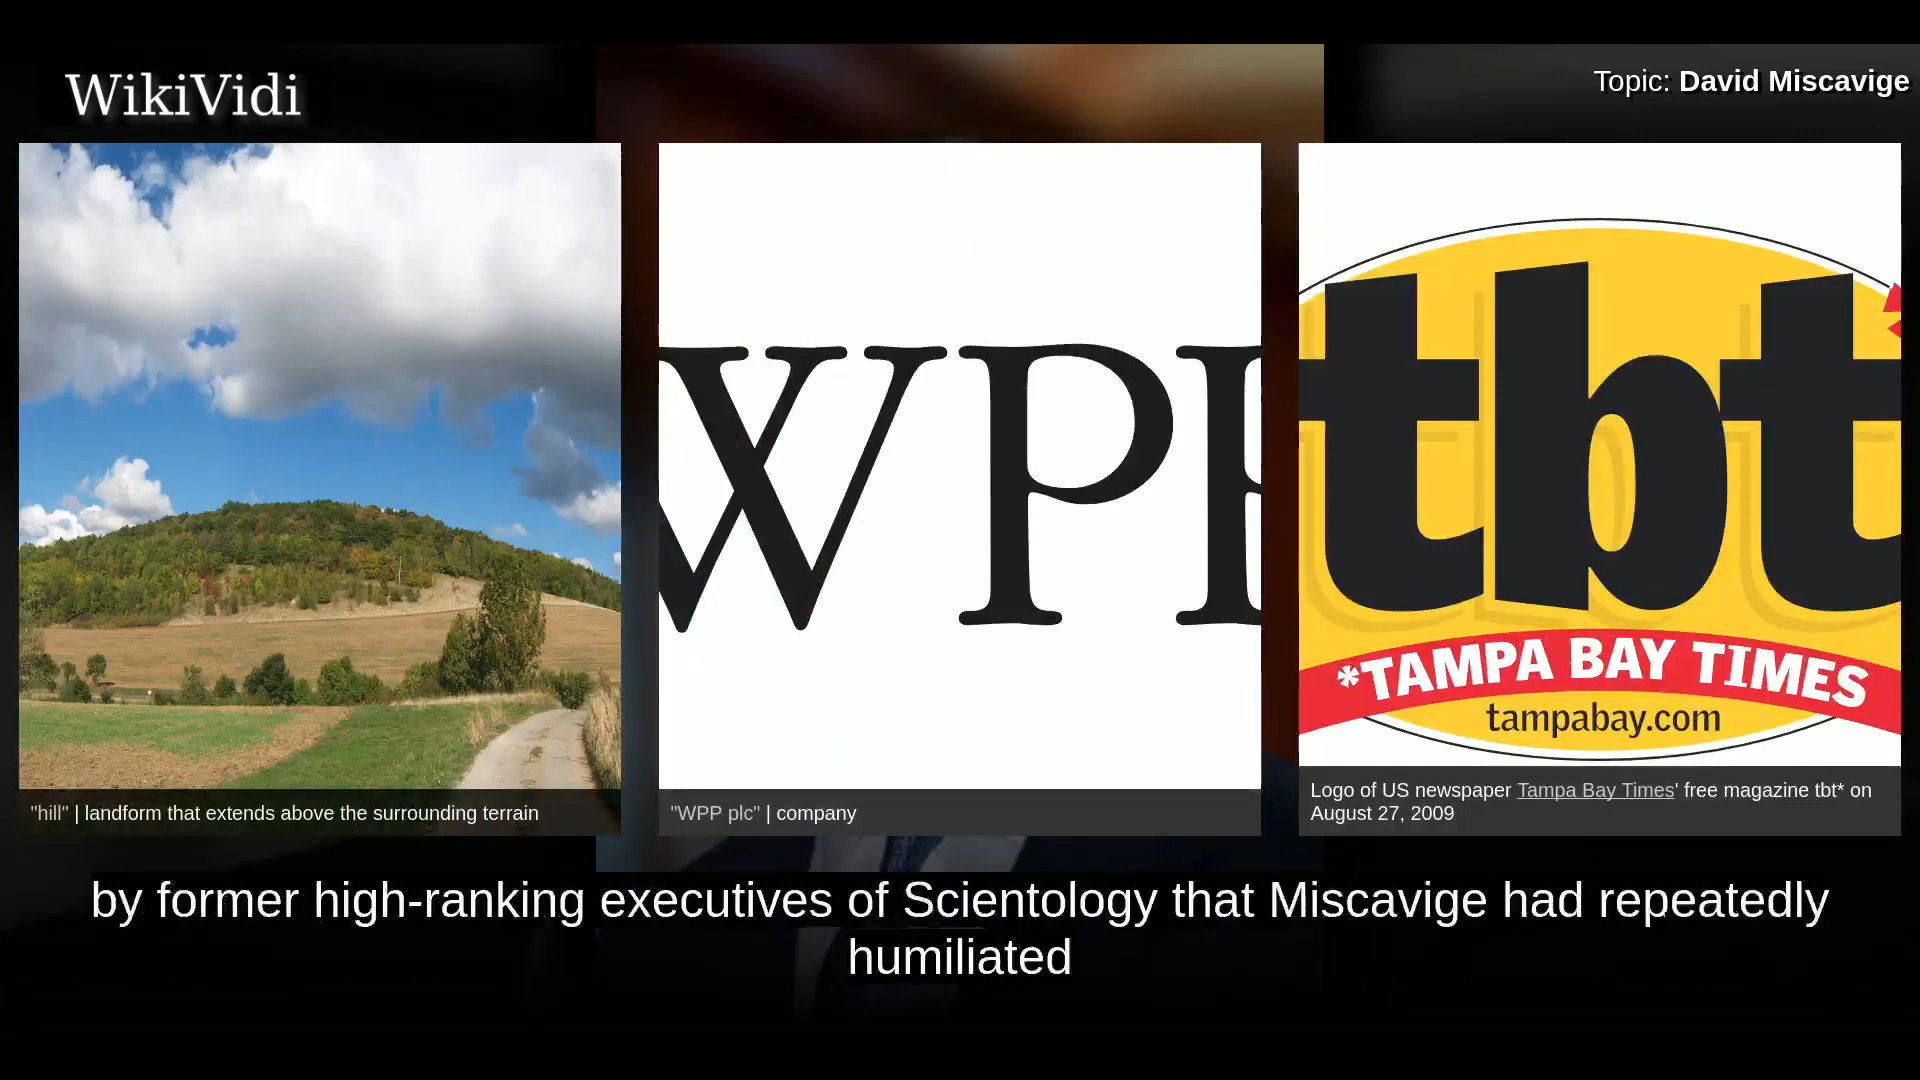 WikiVidi
Topic: David Miscavige
WPP
tbt
*TAMPA BAY TIMES
tampabay.com
"hill" | landform that extends above the surrounding terrain
"WPP plc" | company
Logo of US newspaper Tampa Bay Times' free magazine tbt* on
August 27, 2009
by former high-ranking executives of Scientology that Miscavige had repeatedly
humiliated